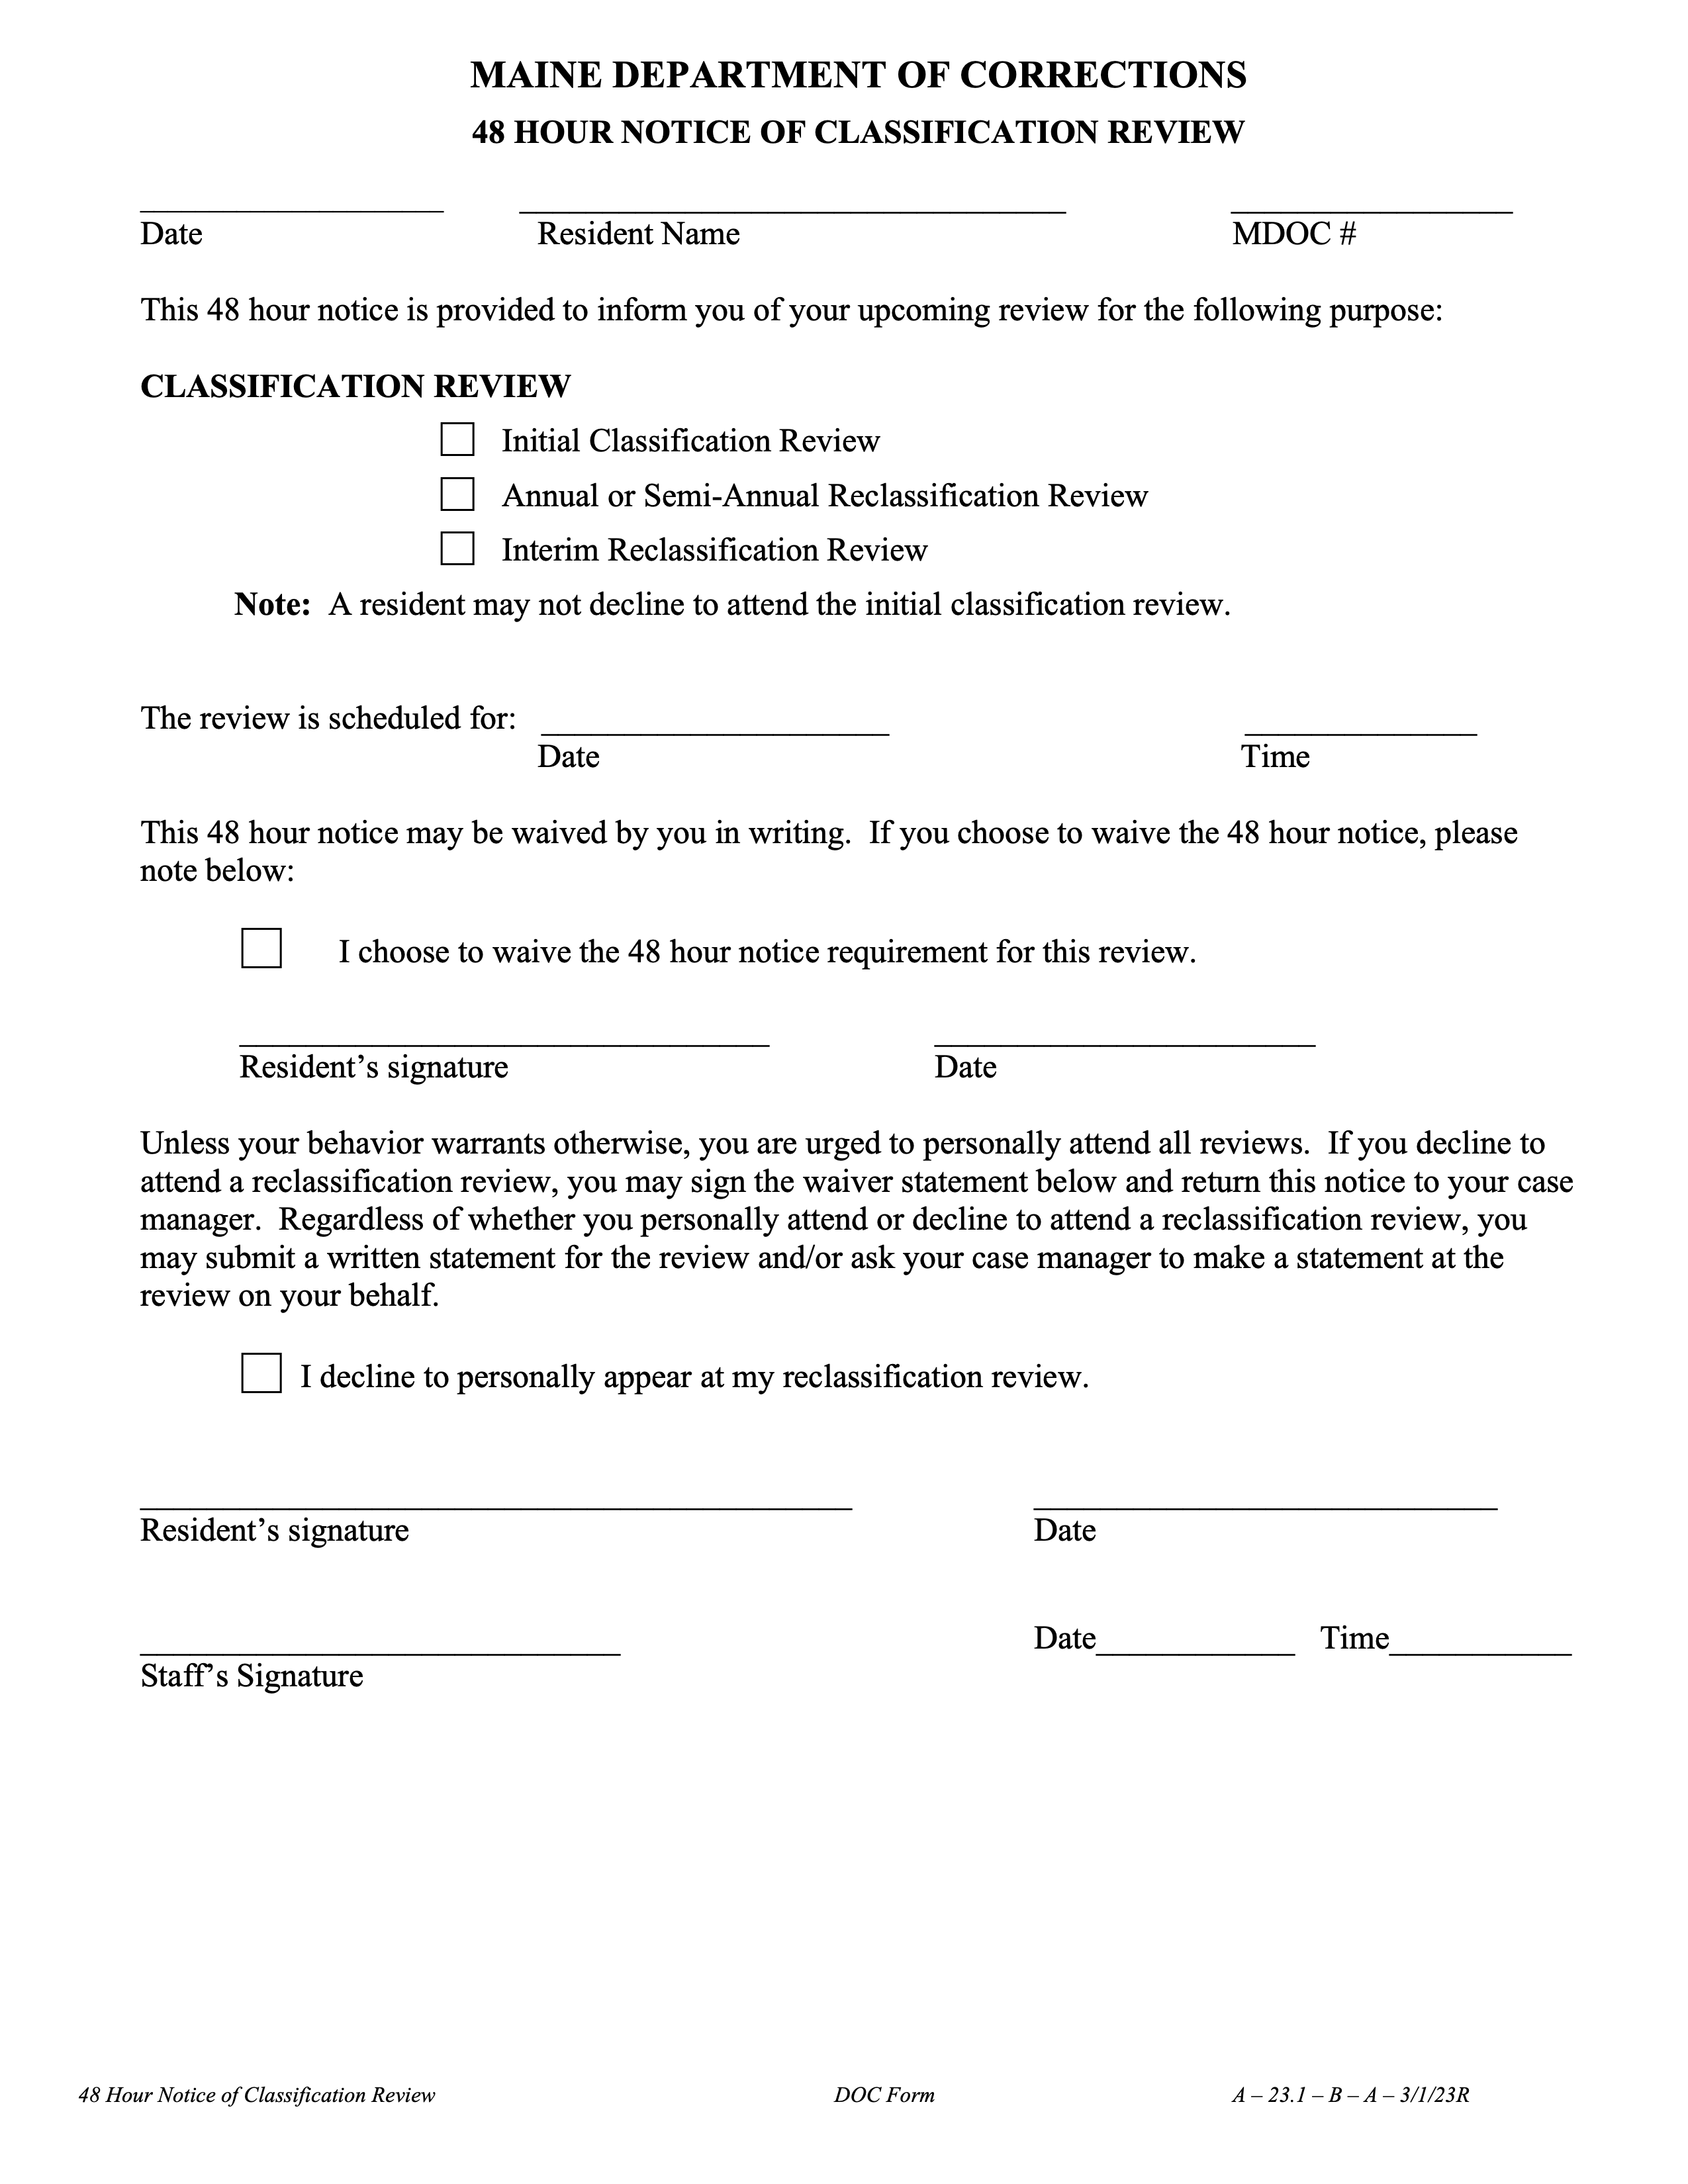 MAINE DEPARTMENT OF CORRECTIONS
48 HOUR NOTICE OF CLASSIFICATION REVIEW
Date Resident Name MDOC #
This 48 hour notice is provided to inform you of your upcoming review for the following purpose:
CLASSIFICATION REVIEW
Initial Classification Review
Annual or Semi-Annual Reclassification Review
Interim Reclassification Review
Note: A resident may not decline to attend the initial classification review.
The review is scheduled for:
Date Time
This 48 hour notice may be waived by you in writing. If you choose to waive the 48 hour notice, please
note below:
I choose to waive the 48 hour notice requirement for this review.
Resident’s signature Date
Unless your behavior warrants otherwise, you are urged to personally attend all reviews. If you decline to
attend a reclassification review, you may sign the waiver statement below and return this notice to your case
manager. Regardless of whether you personally attend or decline to attend a reclassification review, you
may submit a written statement for the review and/or ask your case manager to make a statement at the
review on your behalf.
I decline to personally appear at my reclassification review.
Resident’s signature Date
Date Time
Staff’s Signature
48 Hour Notice of Classification Review DOC Form A – 23.1 – B – A – 3/1/23R